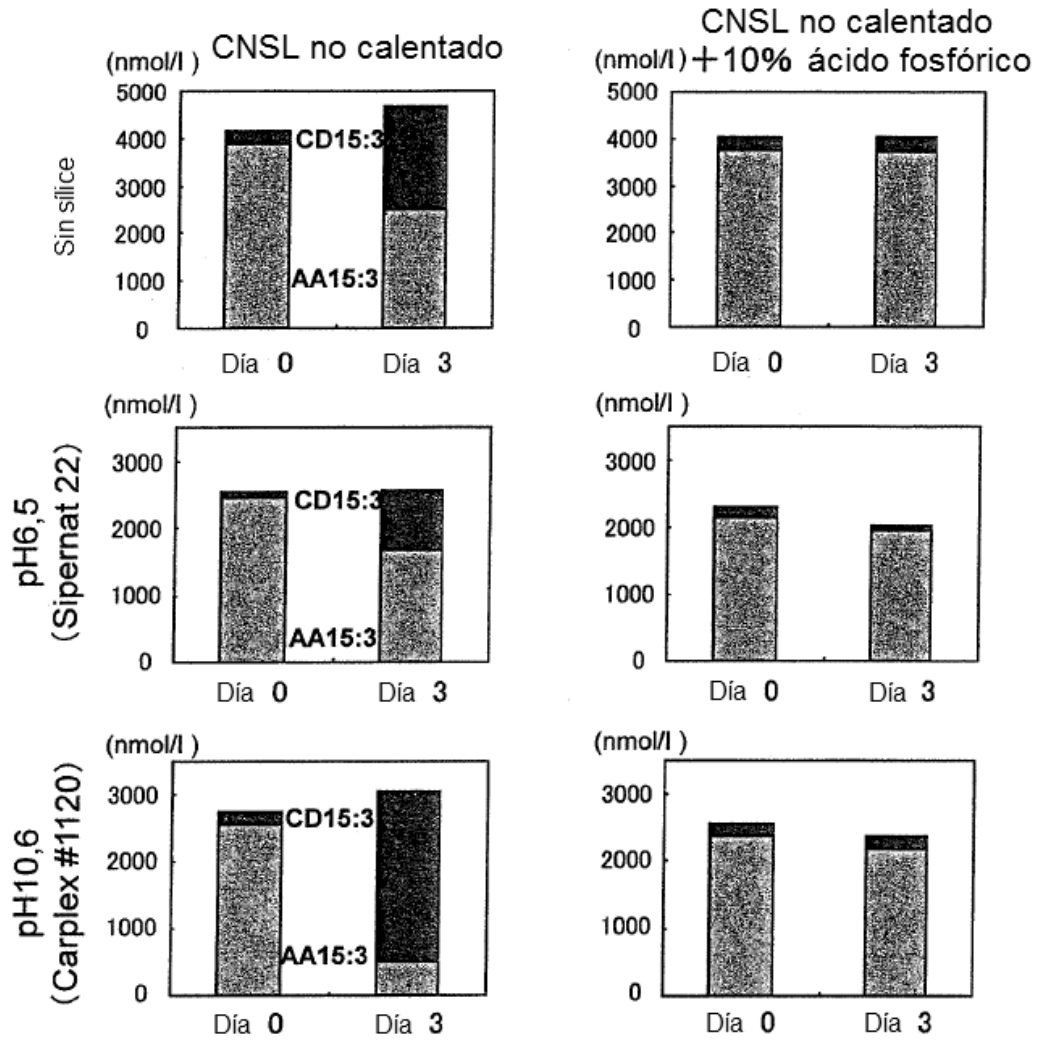 CNSL no calentado
CNSL no calentado
+10% ácido fosfórico
Sin sílice
(nmol/l )
5000
4000
3000
2000
1000
0
CD15:3
AA15:3
Día 0
Día 3
(nmol/l )
5000
4000
3000
2000
1000
0
Día 0
Día 3
pH6,5
(Sipernat 22)
(nmol/l )
3000
2000
1000
0
CD15:3
AA15:3
Día 0
Día 3
(nmol/l )
3000
2000
1000
0
Día 0
Día 3
pH10,6
(Carplex #1120)
(nmol/l )
3000
2000
1000
0
CD15:3
AA15:3
Día 0
Día 3
(nmol/l )
3000
2000
1000
0
Día 0
Día 3